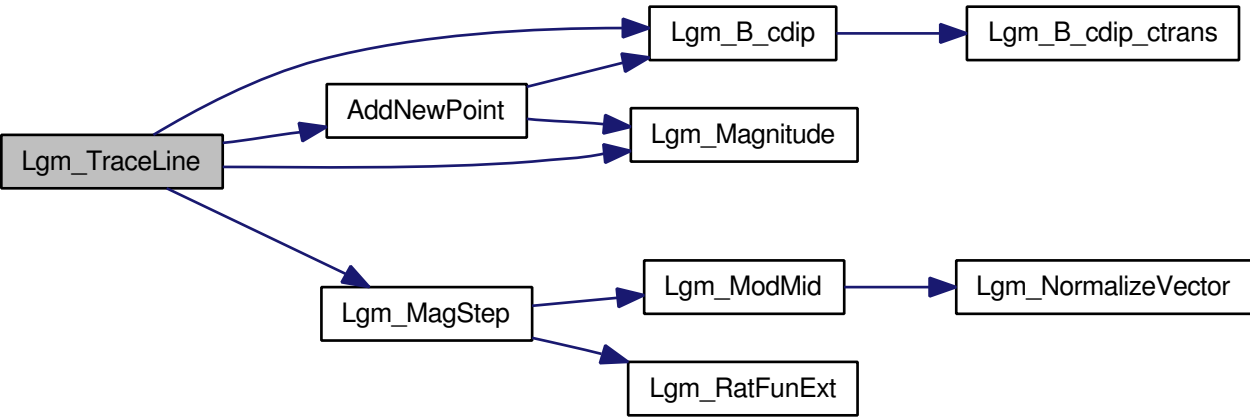 Lgm_TraceLine
AddNewPoint
Lgm_MagStep
Lgm_B_cdip
Lgm_Magnitude
Lgm_ModMid
Lgm_RatFunExt
Lgm_B_cdip_ctrans
Lgm_NormalizeVector